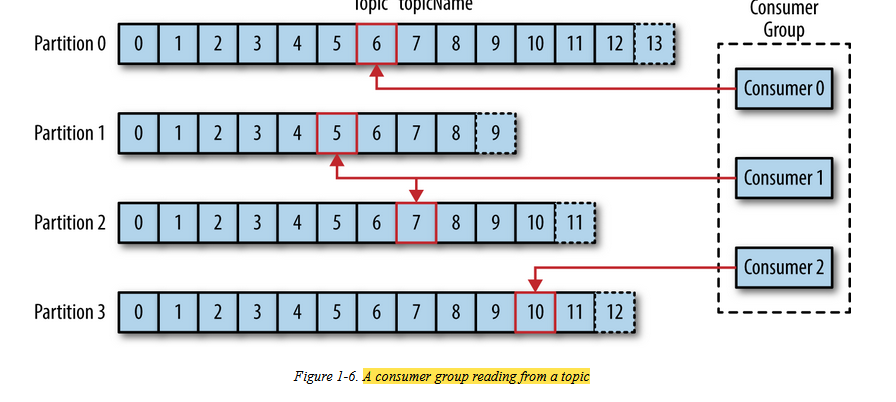 Topic "topicName"
Consumer
Group
Partition 0 0 1 2 3 4 5 6 7 8 9 10 11 12 13
Consumer 0
Partition 1 0 1 2 3 4 5 6 7 8 9
Consumer 1
Partition 2 0 1 2 3 4 5 6 7 8 9 10 11
Consumer 2
Partition 3 0 1 2 3 4 5 6 7 8 9 10 11 12
Figure 1-6. A consumer group reading from a topic